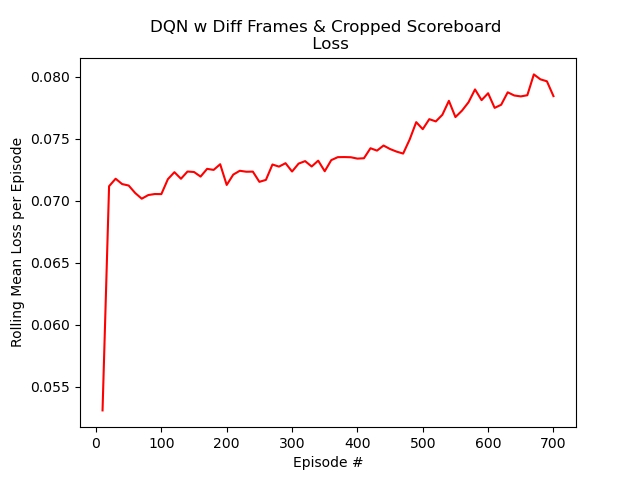 DQN w Diff Frames & Cropped Scoreboard
Loss
0.080
0.075
0.070
0.065
0.060
0.055
Rolling Mean Loss per Episode
0 100 200 300 400 500 600 700
Episode #